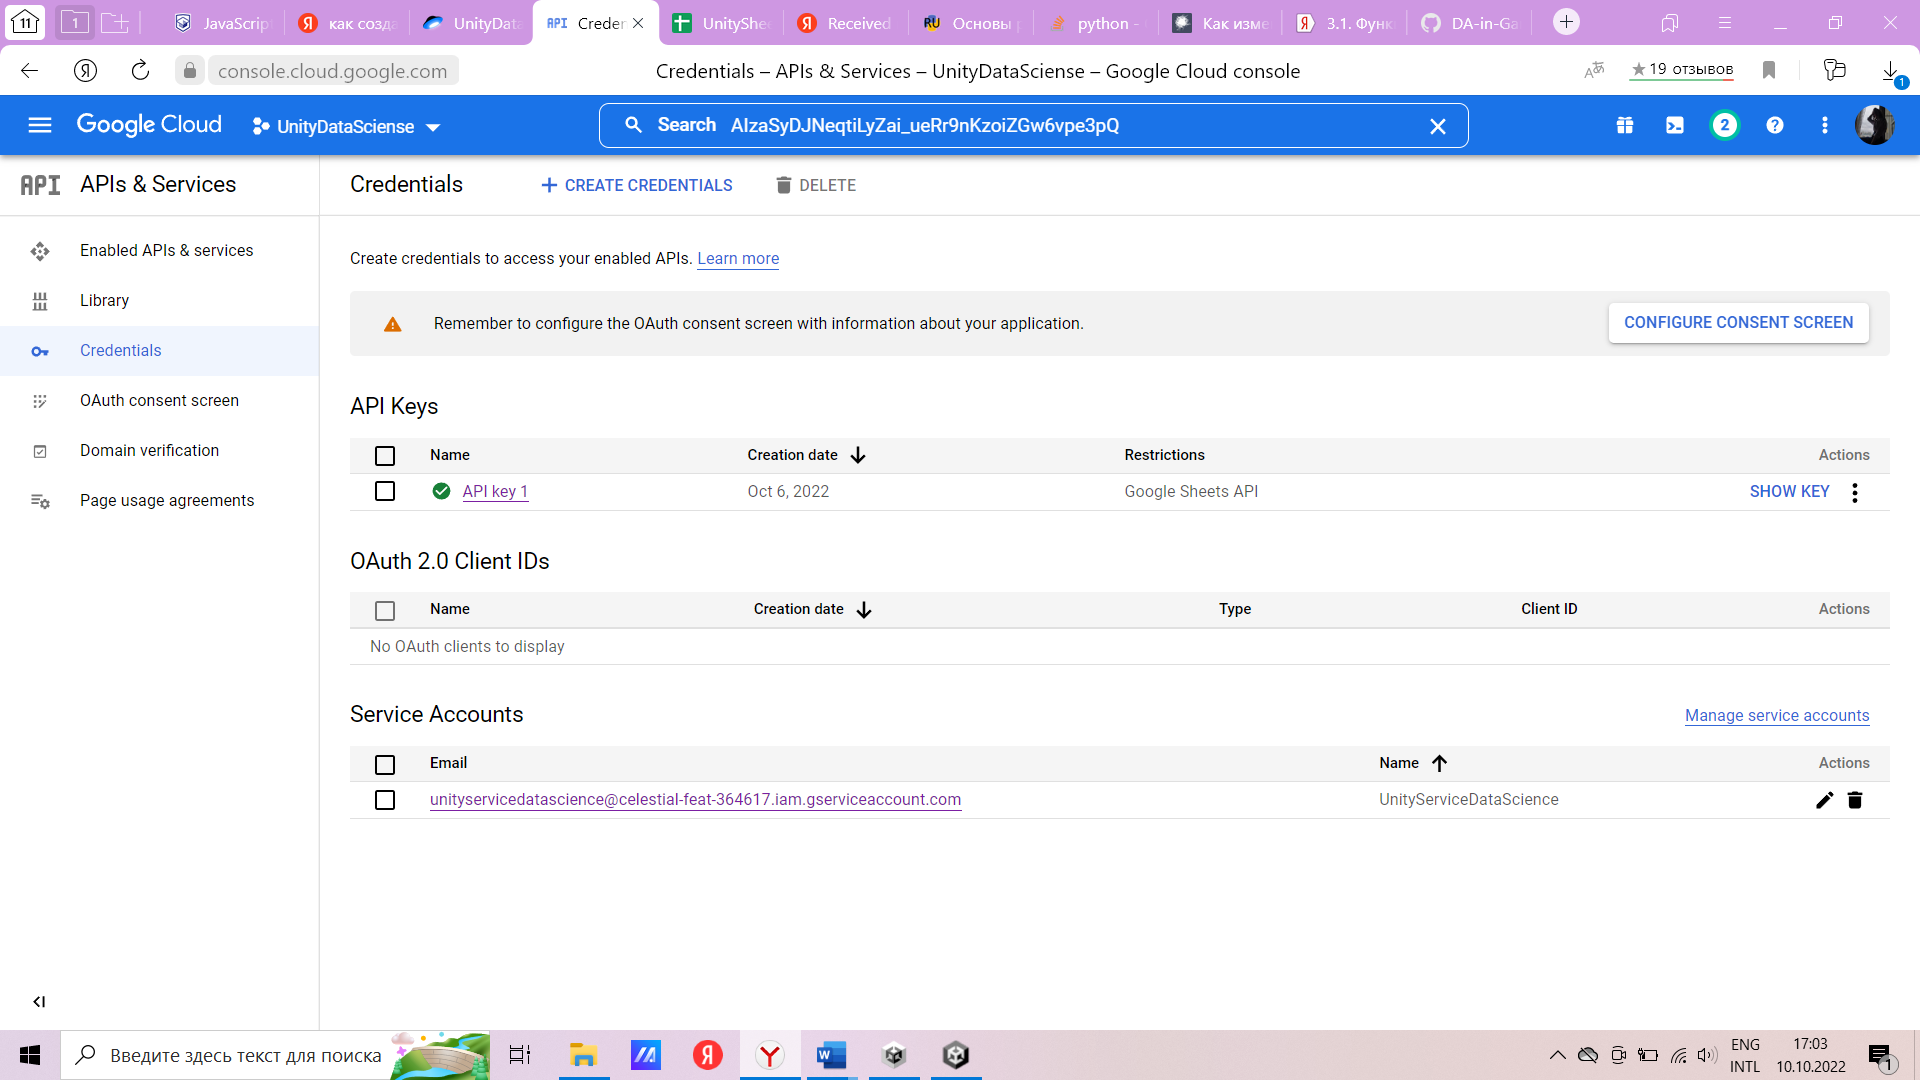 11
1
JavaScrip
как созда
UnityData
API Creder
UnityShee
Received
Основы р
python -
Как изме
3.1. Функ
DA-in-Ga
console.cloud.google.com
Credentials – APIs & Services – UnityDataSciense – Google Cloud console
19 отзывов
1
Google Cloud
UnityDataSciense
Search AIzaSyDJNeqtiLyZai_ueRr9nKzoiZGw6vpe3pQ
2
API APIs & Services
Credentials
CREATE CREDENTIALS
DELETE
Enabled APIs & services
Library
Credentials
OAuth consent screen
Domain verification
Page usage agreements
Create credentials to access your enabled APIs. Learn more
Remember to configure the OAuth consent screen with information about your application.
CONFIGURE CONSENT SCREEN
API Keys
Name Creation date Restrictions Actions
API key 1 Oct 6, 2022 Google Sheets API SHOW KEY
OAuth 2.0 Client IDs
Name Creation date Type Client ID Actions
No OAuth clients to display
Service Accounts
Manage service accounts
Email Name Actions
unityservicedatascience@celestial-feat-364617.iam.gserviceaccount.com UnityServiceDataScience
Введите здесь текст для поиска
ENG
INTL
17:03
10.10.2022
1